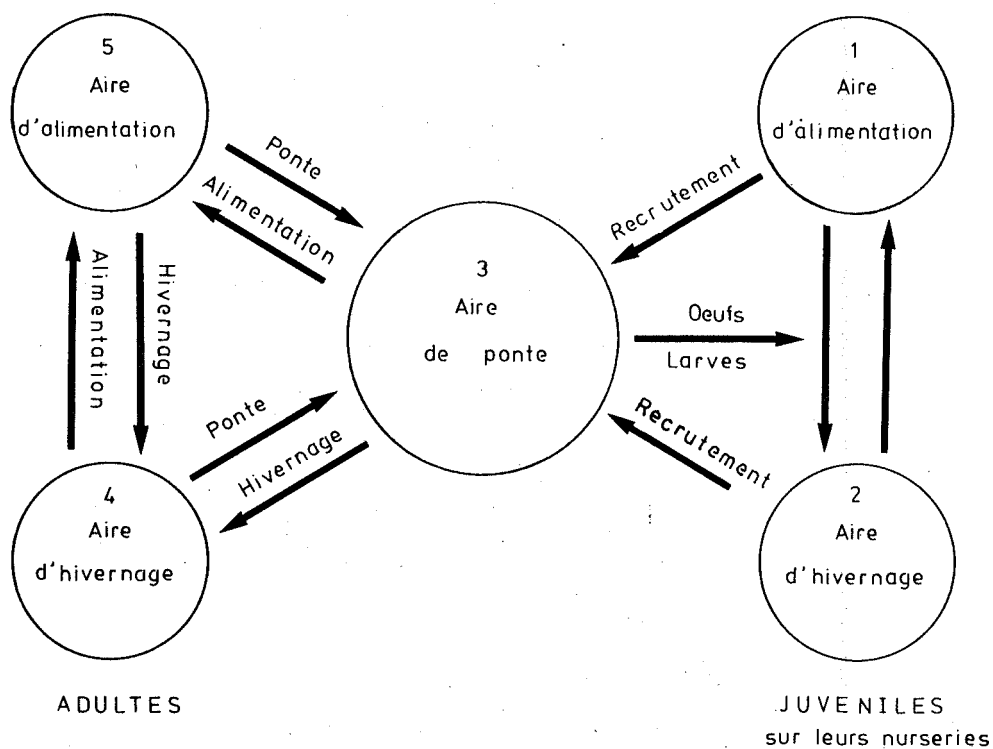 5
Aire
d'alimentation
1
Aire
d'alimentation
Ponte
Alimentation
Recrutement
Alimentation
Hivernage
3
Aire
de ponte
Oeufs
Larves
Ponte
Hivernage
Recrutement
4
Aire
d'hivernage
2
Aire
d'hivernage
ADULTES
JUVENILES
sur leurs nurseries